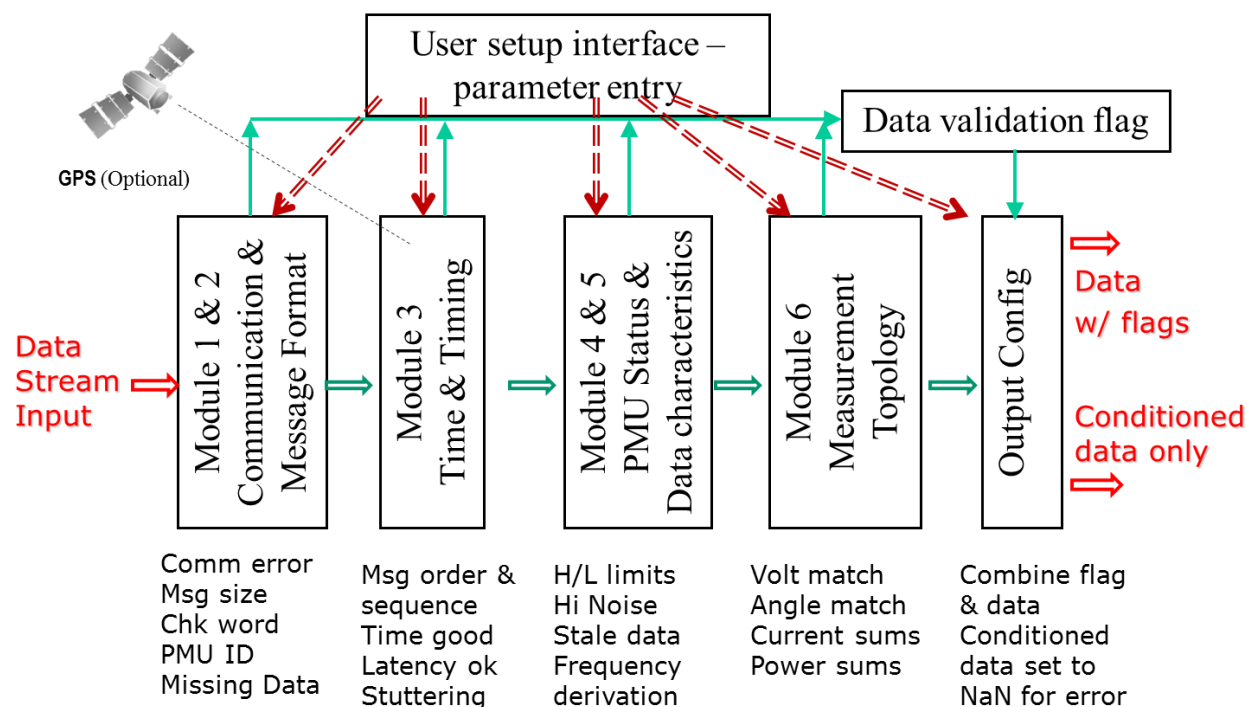 User setup interface –
parameter entry
Data validation flag
GPS (Optional)
Data
Stream
Input
Module 1 & 2
Communication &
Message Format
Module 3
Time & Timing
Module 4 & 5
PMU Status &
Data characteristics
Module 6
Measurement
Topology
Output Config
Data
w/ flags
Conditioned
data only
Comm error
Msg size
Chk word
PMU ID
Missing Data
Msg order &
sequence
Time good
Latency ok
Stuttering
H/L limits
Hi Noise
Stale data
Frequency
derivation
Volt match
Angle match
Current sums
Power sums
Combine flag
& data
Conditioned
data set to
NaN for error